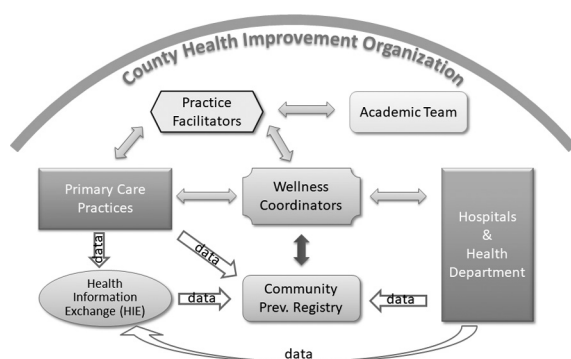 County Health Improvement Organization
Practice
Facilitators
Academic Team
Primary Care
Practices
Wellness
Coordinators
Hospitals
&
Health
Department
data
data
Health
Information
Exchange (HIE)
data
Community
Prev. Registry
data
data